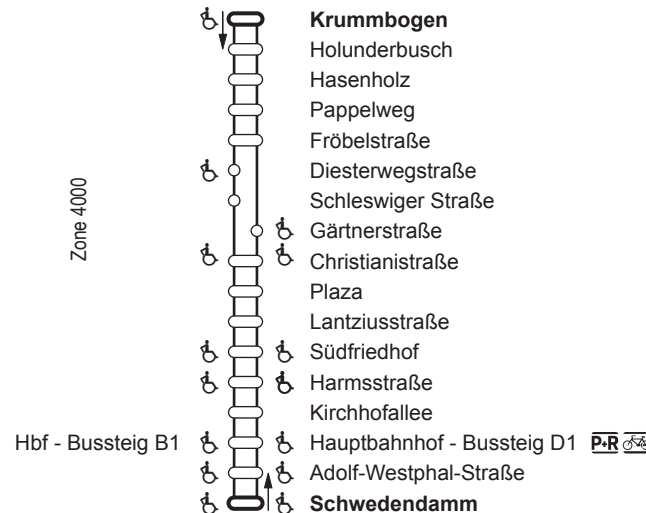 Krummbogen
Holunderbusch
Hasenholz
Pappelweg
Fröbelstraße
Diesterwegstraße
Schleswiger Straße
Gärtnerstraße
Christianistraße
Plaza
Lantziusstraße
Südfriedhof
Harmsstraße
Kirchhofallee
Hbf - Bussteig B1 Hauptbahnhof - Bussteig D1 P+R
Adolf-Westphal-Straße
Schwedendamm
Zone 4000